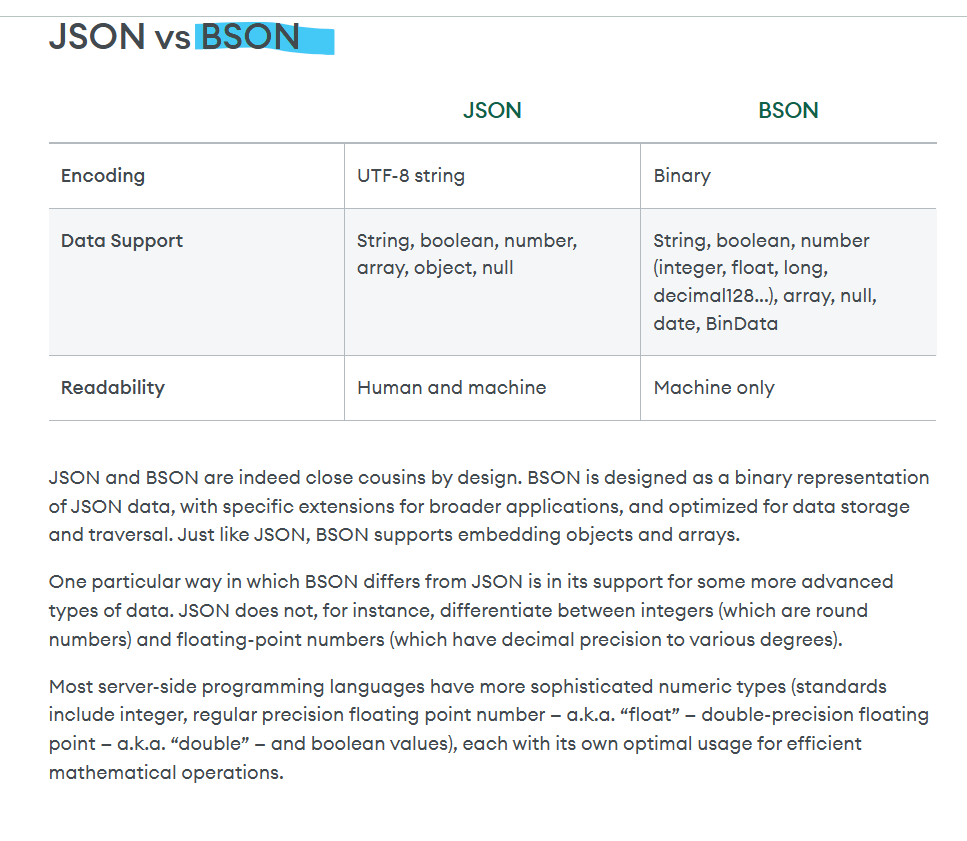 JSON vs BSON
JSON BSON
Encoding UTF-8 string Binary
Data Support String, boolean, number, String, boolean, number
array, object, null (integer, float, long,
decimal128...), array, null,
date, BinData
Readability Human and machine Machine only
JSON and BSON are indeed close cousins by design. BSON is designed as a binary representation
of JSON data, with specific extensions for broader applications, and optimized for data storage
and traversal. Just like JSON, BSON supports embedding objects and arrays.
One particular way in which BSON differs from JSON is in its support for some more advanced
types of data. JSON does not, for instance, differentiate between integers (which are round
numbers) and floating-point numbers (which have decimal precision to various degrees).
Most server-side programming languages have more sophisticated numeric types (standards
include integer, regular precision floating point number – a.k.a. “float” – double-precision floating
point – a.k.a. “double” – and boolean values), each with its own optimal usage for efficient
mathematical operations.